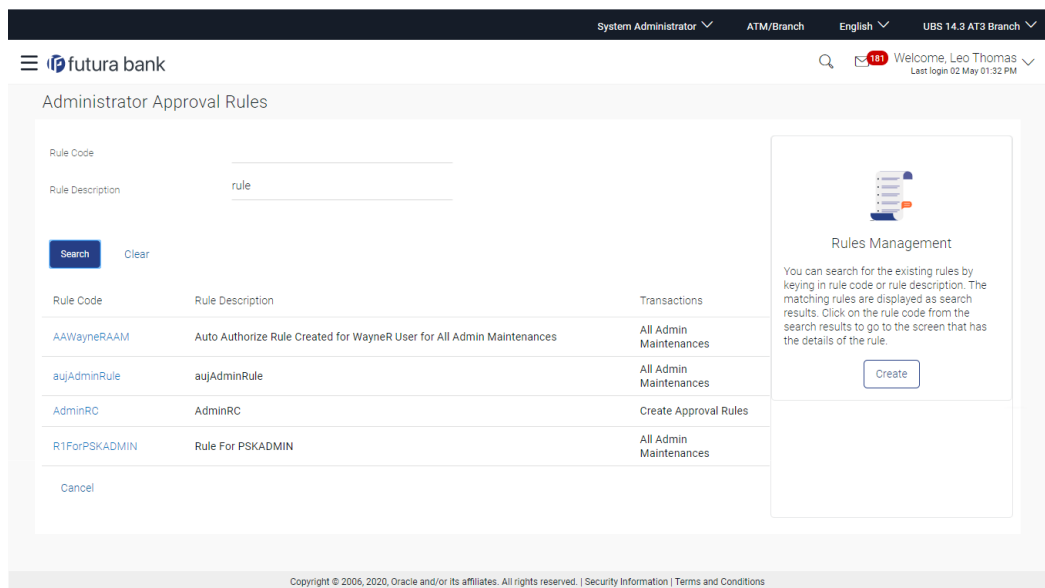 System Administrator ATM/Branch English UBS 14.3 AT3 Branch
futura bank
181 Welcome, Leo Thomas
Last login 02 May 01:32 PM
Administrator Approval Rules
Rule Code
Rule Description rule
Search Clear
Rule Code Rule Description Transactions
AAWayneRAAM Auto Authorize Rule Created for WayneR User for All Admin Maintenances All Admin
Maintenances
aujAdminRule aujAdminRule All Admin
Maintenances
AdminRC AdminRC Create Approval Rules
R1ForPSKADMIN Rule For PSKADMIN All Admin
Maintenances
Cancel
Rules Management
You can search for the existing rules by
keying in rule code or rule description. The
matching rules are displayed as search
results. Click on the rule code from the
search results to go to the screen that has
the details of the rule.
Create
Copyright © 2006, 2020, Oracle and/or its affiliates. All rights reserved. | Security Information | Terms and Conditions